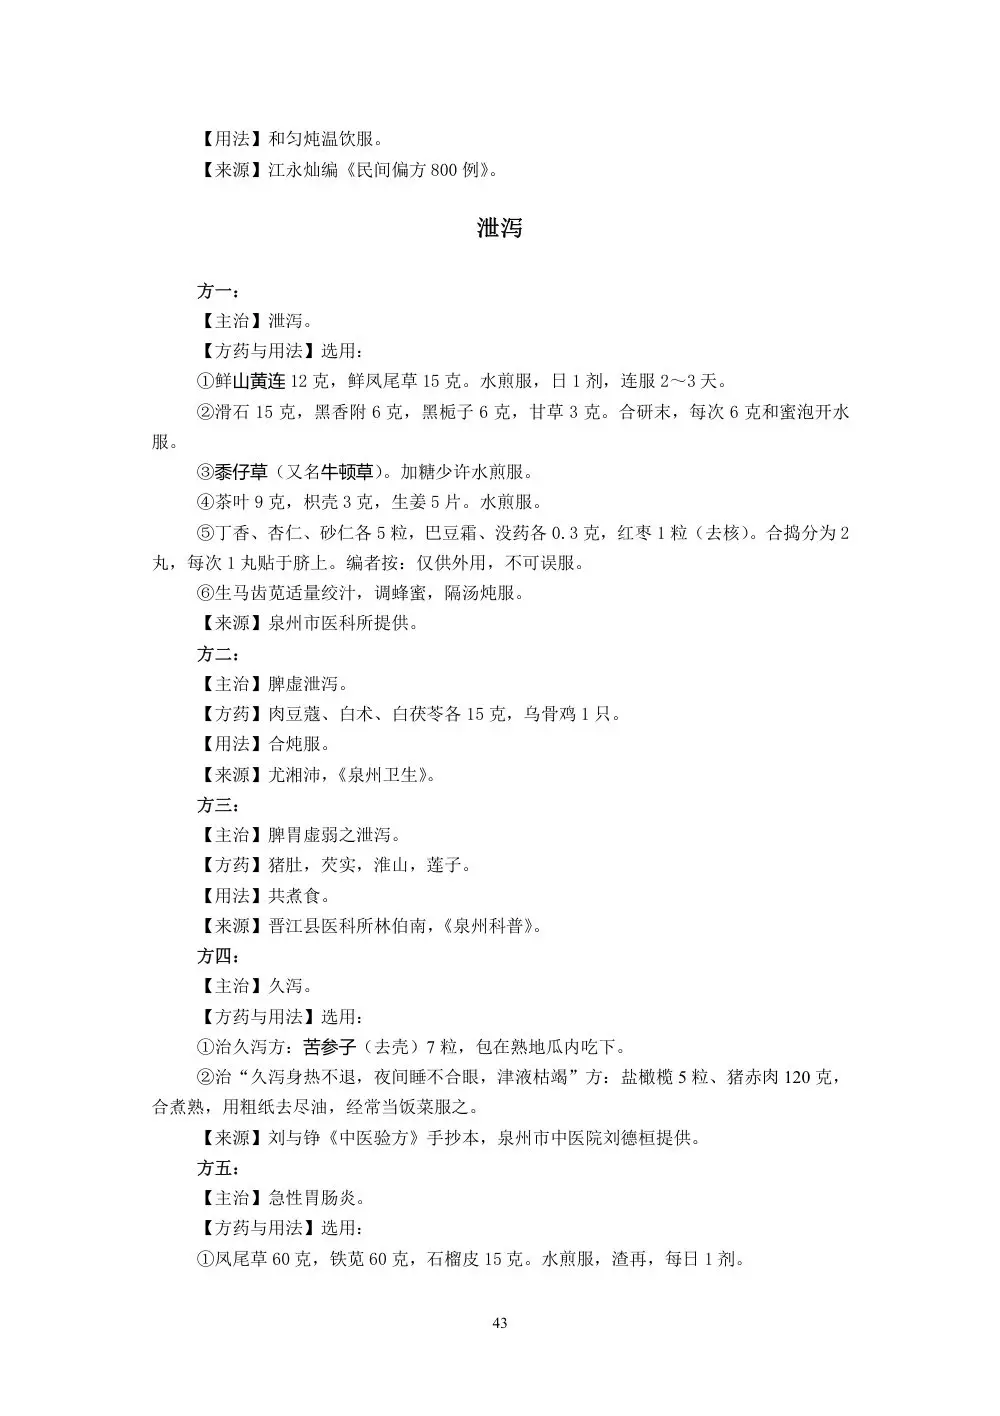 【用法】和匀炖温饮服。
【来源】江永灿编《民间偏方 800 例》。
泄泻
方一：
【主治】泄泻。
【方药与用法】选用：
①鲜山黄连 12 克，鲜凤尾草 15 克。水煎服，日 1 剂，连服 2～3 天。
②滑石 15 克，黑香附 6 克，黑栀子 6 克，甘草 3 克。合研末，每次 6 克和蜜泡开水
服。
③黍仔草（又名牛顿草）。加糖少许水煎服。
④茶叶 9 克，枳壳 3 克，生姜 5 片。水煎服。
⑤丁香、杏仁、砂仁各 5 粒，巴豆霜、没药各 0.3 克，红枣 1 粒（去核）。合捣分为 2
丸，每次 1 丸贴于脐上。编者按：仅供外用，不可误服。
⑥生马齿苋适量绞汁，调蜂蜜，隔汤炖服。
【来源】泉州市医科所提供。
方二：
【主治】脾虚泄泻。
【方药】肉豆蔻、白术、白茯苓各 15 克，乌骨鸡 1 只。
【用法】合炖服。
【来源】尤湘沛，《泉州卫生》。
方三：
【主治】脾胃虚弱之泄泻。
【方药】猪肚，芡实，淮山，莲子。
【用法】共煮食。
【来源】晋江县医科所林伯南，《泉州科普》。
方四：
【主治】久泻。
【方药与用法】选用：
①治久泻方：苦参子（去壳）7 粒，包在熟地瓜内吃下。
②治“久泻身热不退，夜间睡不合眼，津液枯竭”方：盐橄榄 5 粒、猪赤肉 120 克，
合煮熟，用粗纸去尽油，经常当饭菜服之。
【来源】刘与铮《中医验方》手抄本，泉州市中医院刘德桓提供。
方五：
【主治】急性胃肠炎。
【方药与用法】选用：
①凤尾草 60 克，铁苋 60 克，石榴皮 15 克。水煎服，渣再，每日 1 剂。
43